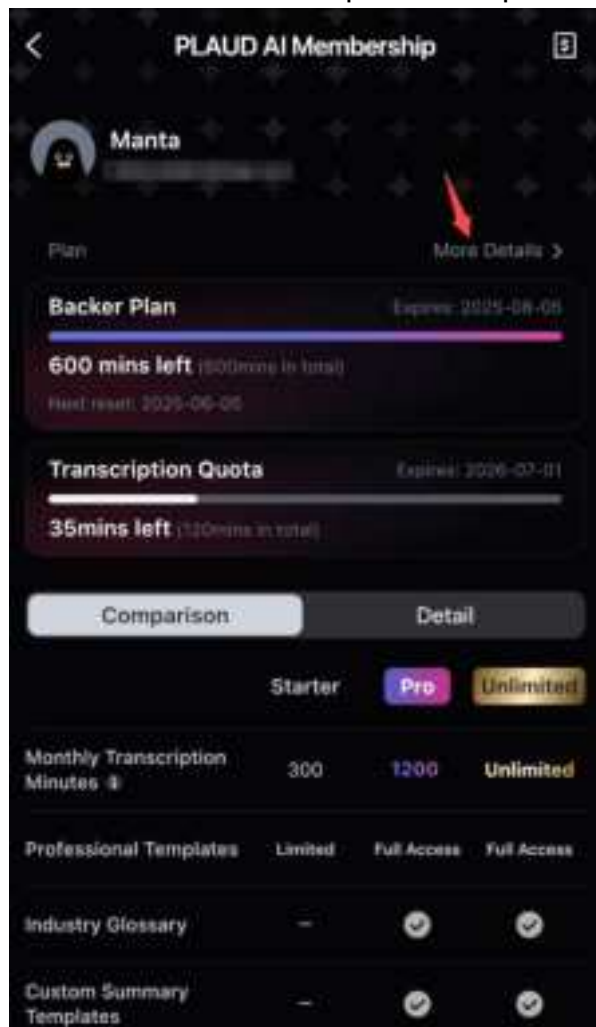 PLAUD AI Membership
Manta
Plan
More Details >
Backer Plan
Expires: 2025-08-05
600 mins left (600mins in total)
Next reset: 2025-06-05
Transcription Quota
Expires: 2026-07-01
35mins left (120mins in total)
Comparison Detail
Starter Pro Unlimited
Monthly Transcription
Minutes
300 1200 Unlimited
Professional Templates Limited Full Access Full Access
Industry Glossary –
Custom Summary
Templates –